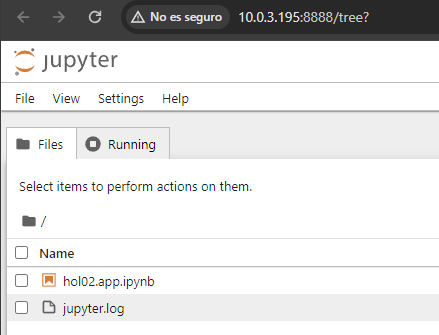 No es seguro 10.0.3.195:8888/tree?
jupyter
File View Settings Help
Files Running
Select items to perform actions on them.
/
Name
hol02.app.ipynb
jupyter.log